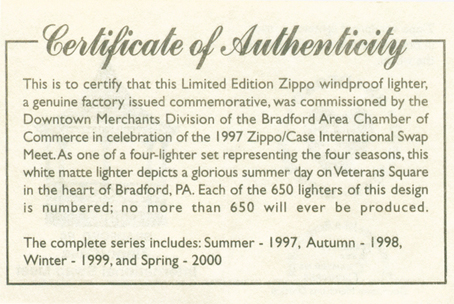 Certificate of Authenticity
This is to certify that this Limited Edition Zippo windproof lighter,
a genuine factory issued commemorative, was commissioned by the
Downtown Merchants Division of the Bradford Area Chamber of
Commerce in celebration of the 1997 Zippo/Case International Swap
Meet. As one of a four-lighter set representing the four seasons, this
white matte lighter depicts a glorious summer day on Veterans Square
in the heart of Bradford, PA. Each of the 650 lighters of this design
is numbered; no more than 650 will ever be produced.
The complete series includes: Summer - 1997, Autumn - 1998,
Winter - 1999, and Spring - 2000